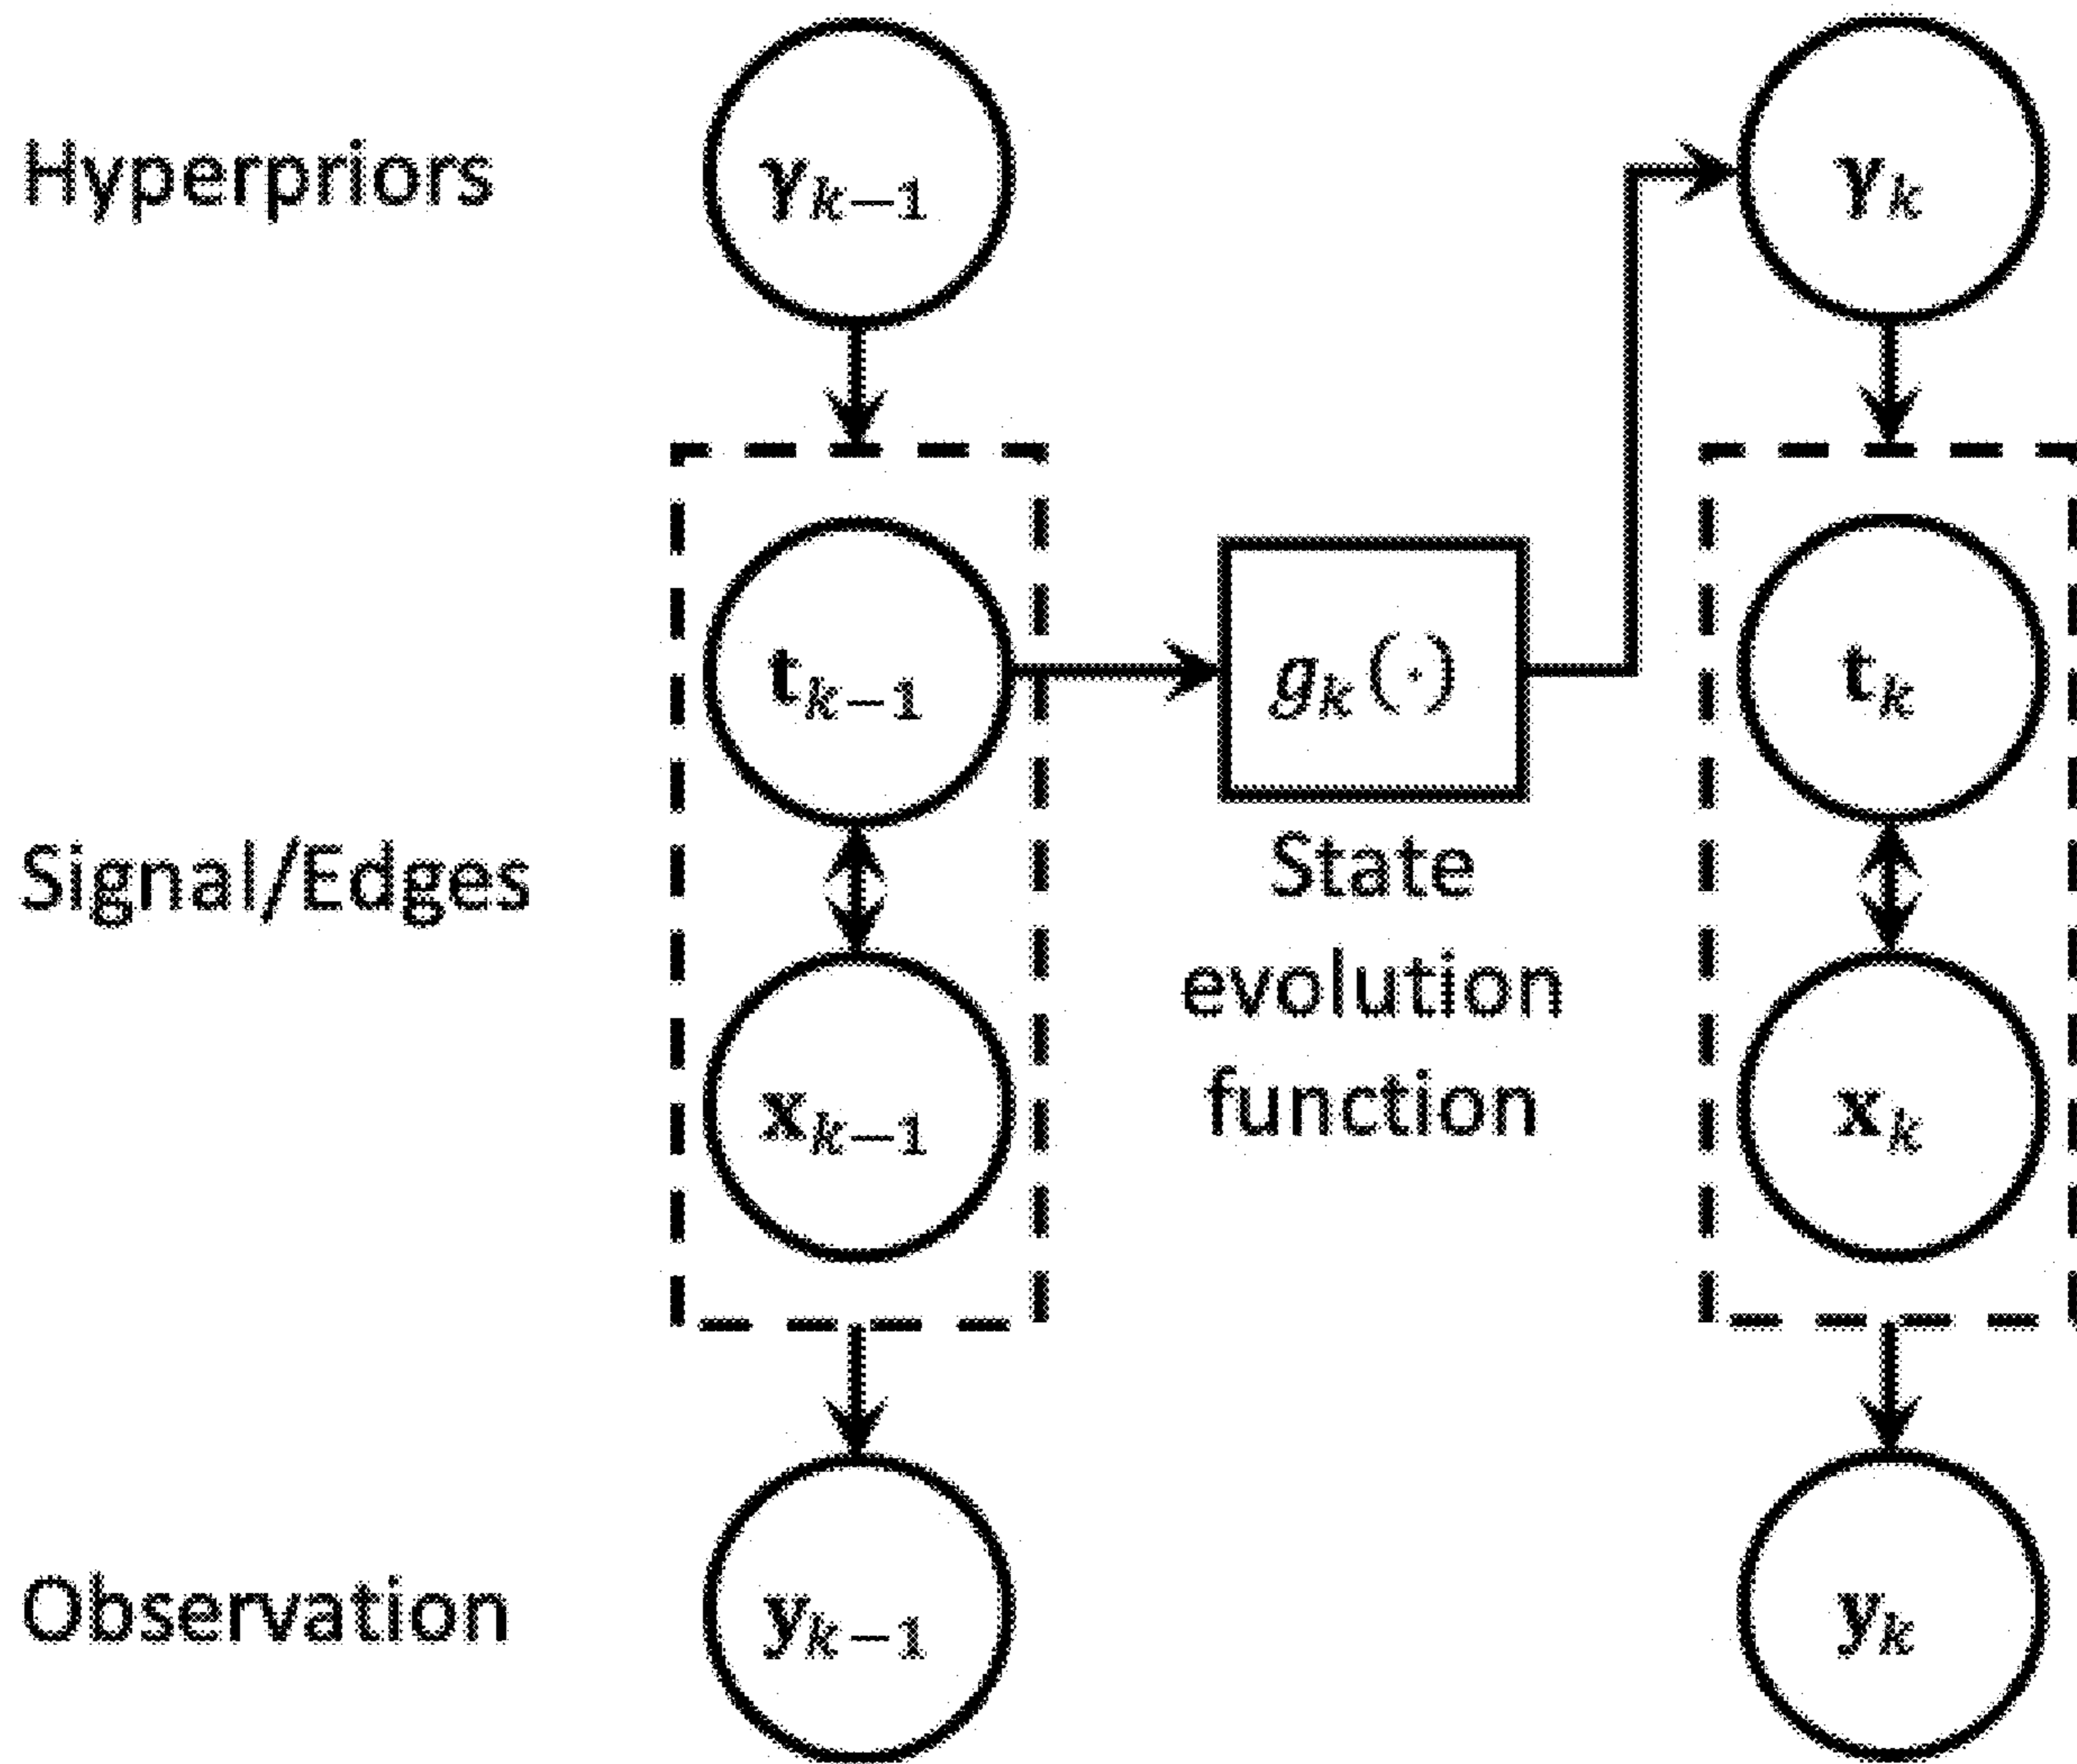 Hyperpriors
γk−1
γk
tk−1
gk(·)
tk
Signal/Edges
State
evolution
function
xk−1
xk
Observation
yk−1
yk